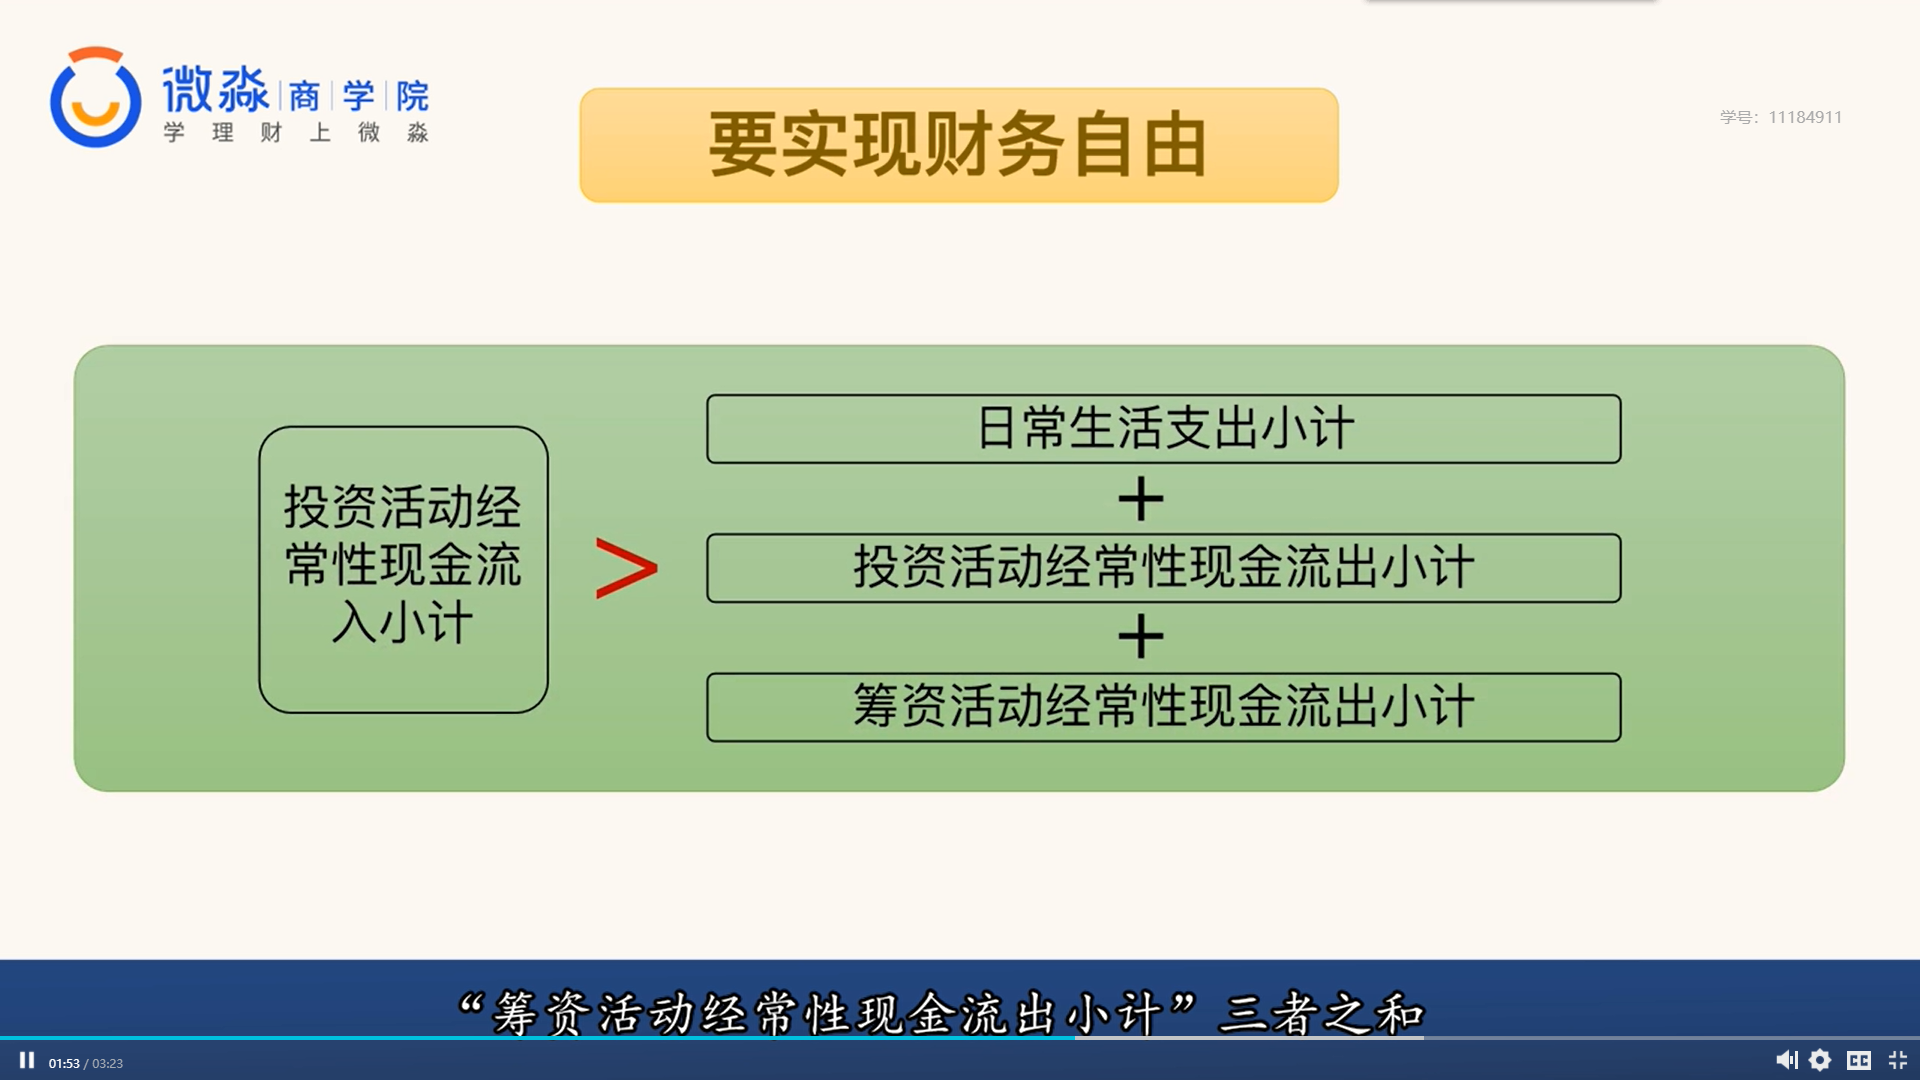 微淼商学院
学理财上微淼
要实现财务自由
学号：11184911
投资活动经
常性现金流
入小计
>
日常生活支出小计
+
投资活动经常性现金流出小计
+
筹资活动经常性现金流出小计
“筹资活动经常性现金流出小计”三者之和
01:53 / 03:23
CC